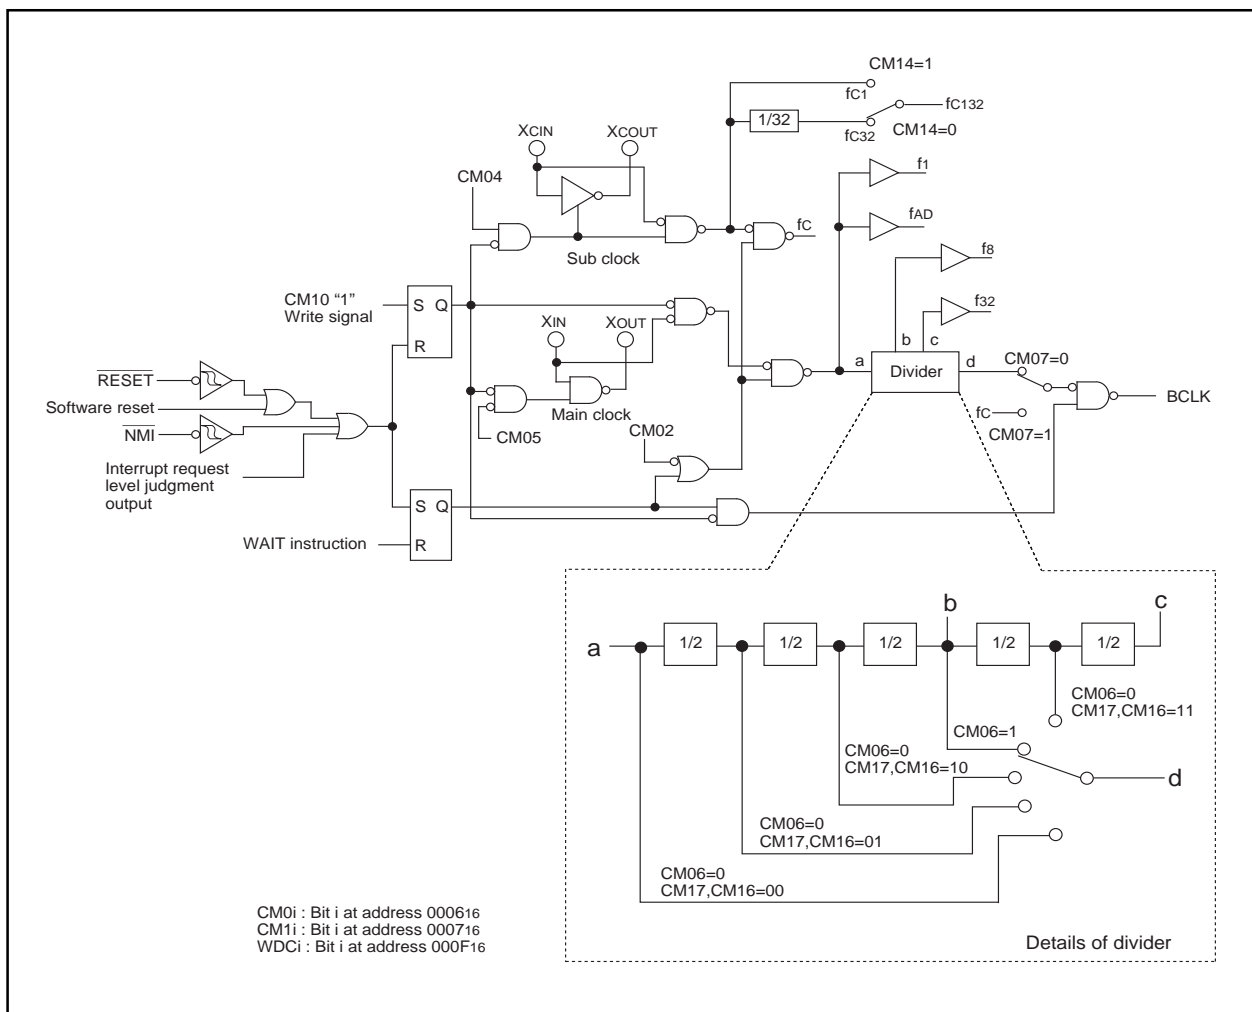 CM14=1
fC1
fC132
1/32
fC32
CM14=0
XCIN
XCOUT
CM04
f1
fAD
fC
Sub clock
f8
CM10 “1”
Write signal
S Q
R
f32
XIN
XOUT
b
c
a
Divider
d
CM07=0
RESET
Software reset
NMI
Main clock
CM05
CM02
fC
CM07=1
BCLK
Interrupt request
level judgment
output
S Q
R
WAIT instruction
b
c
a
1/2
1/2
1/2
1/2
1/2
CM06=0
CM17,CM16=11
CM06=1
CM06=0
CM17,CM16=10
d
CM06=0
CM17,CM16=01
CM06=0
CM17,CM16=00
CM0i : Bit i at address 000616
CM1i : Bit i at address 000716
WDCi : Bit i at address 000F16
Details of divider